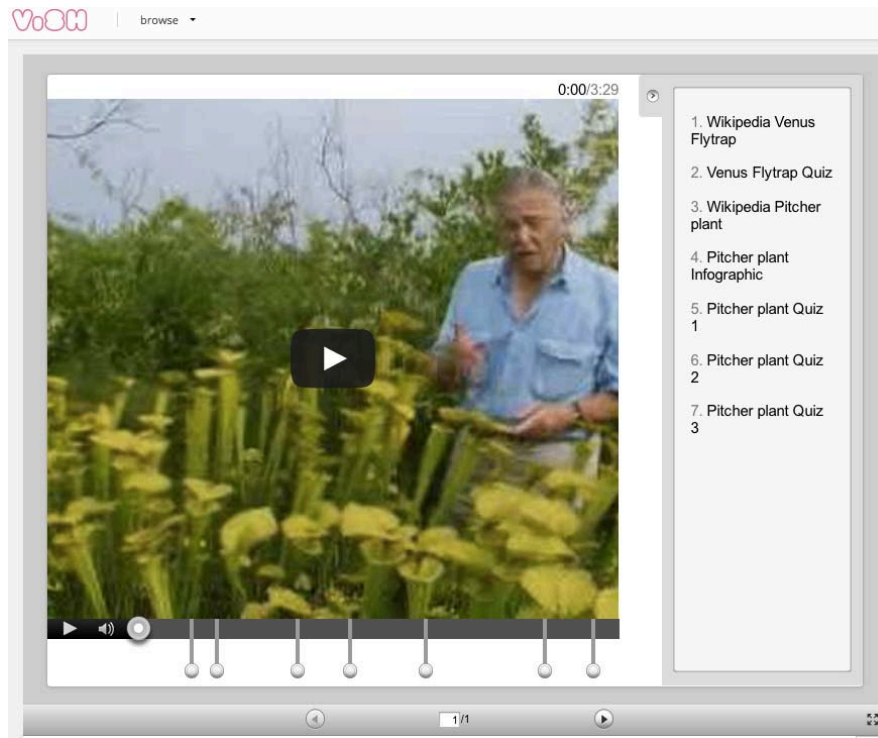 ViSH
browse
0:00/3:29
1. Wikipedia Venus
Flytrap
2. Venus Flytrap Quiz
3. Wikipedia Pitcher
plant
4. Pitcher plant
Infographic
5. Pitcher plant Quiz
1
6. Pitcher plant Quiz
2
7. Pitcher plant Quiz
3
1/1